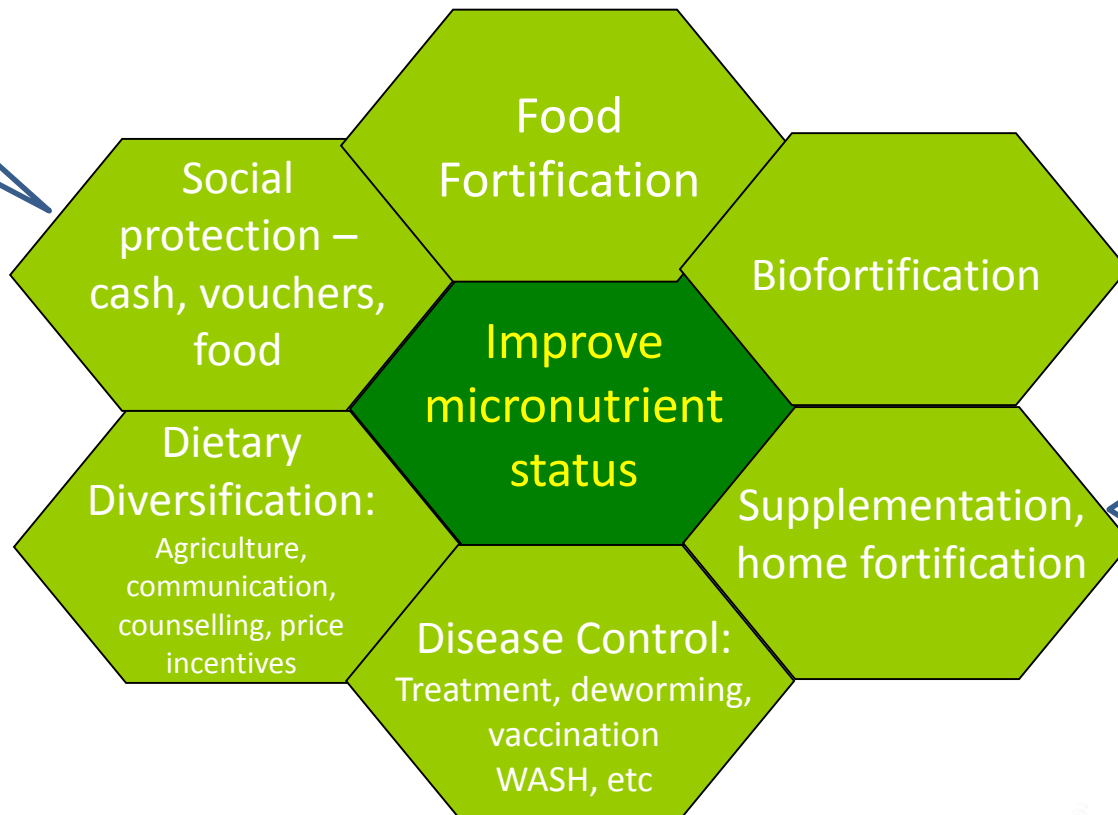 Food
Fortification
Social
protection –
cash, vouchers,
food
Biofortification
Improve
micronutrient
status
Dietary
Diversification:
Agriculture,
communication,
counselling, price
incentives
Supplementation,
home fortification
Disease Control:
Treatment, deworming,
vaccination
WASH, etc